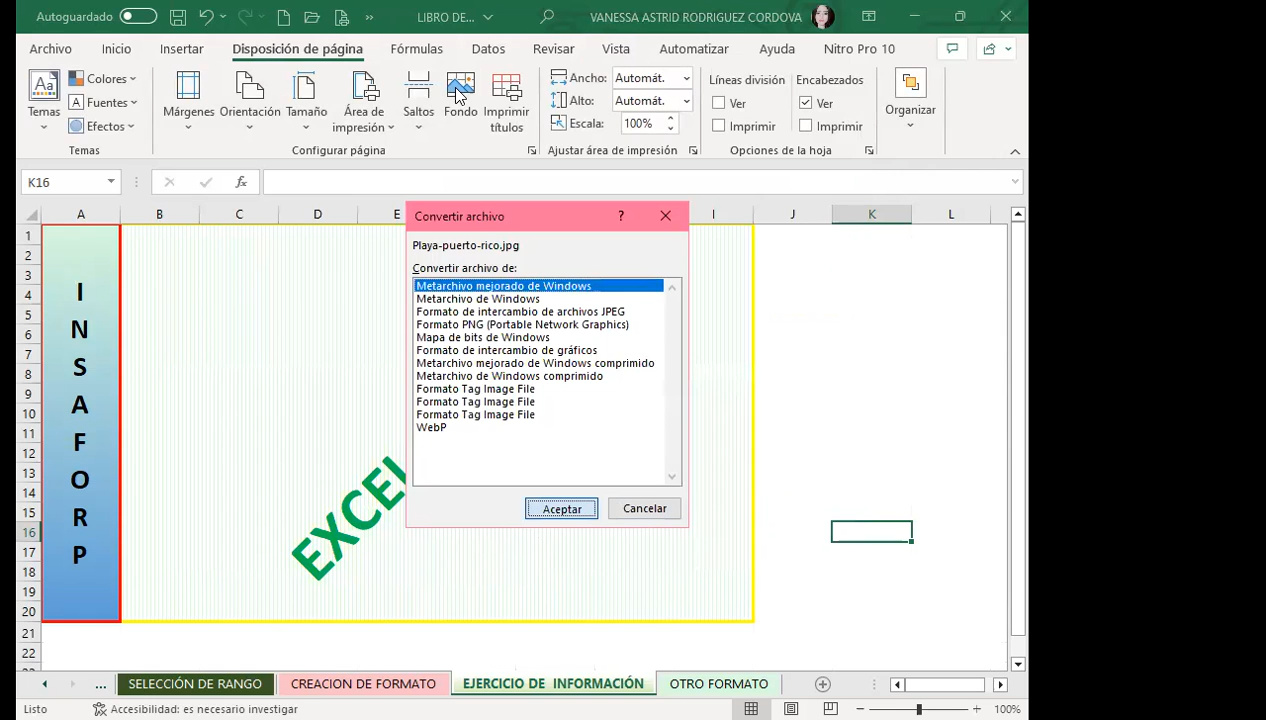 Autoguardado
LIBRO DE...
VANESSA ASTRID RODRIGUEZ CORDOVA
Archivo Inicio Insertar Disposición de página Fórmulas Datos Revisar Vista Automatizar Ayuda Nitro Pro 10
Temas
Colores
Fuentes
Efectos
Márgenes
Orientación
Tamaño
Área de impresión
Saltos
Fondo
Imprimir títulos
Ancho: Automát.
Alto: Automát.
Escala: 100%
Líneas división
Ver
Imprimir
Encabezados
Ver
Imprimir
Organizar
Temas
Configurar página
Ajustar área de impresión
Opciones de la hoja
K16
fx
A B C D E I J K L
1
2
3
4
5
6
7
8
9
10
11
12
13
14
15
16
17
18
19
20
21
22
I
N
S
A
F
O
R
P
EXCEL
Convertir archivo
?
Playa-puerto-rico.jpg
Convertir archivo de:
Metarchivo mejorado de Windows
Metarchivo de Windows
Formato de intercambio de archivos JPEG
Formato PNG (Portable Network Graphics)
Mapa de bits de Windows
Formato de intercambio de gráficos
Metarchivo mejorado de Windows comprimido
Metarchivo de Windows comprimido
Formato Tag Image File
Formato Tag Image File
Formato Tag Image File
WebP
Aceptar
Cancelar
... SELECCIÓN DE RANGO CREACION DE FORMATO EJERCICIO DE INFORMACIÓN OTRO FORMATO
Listo
Accesibilidad: es necesario investigar
100%